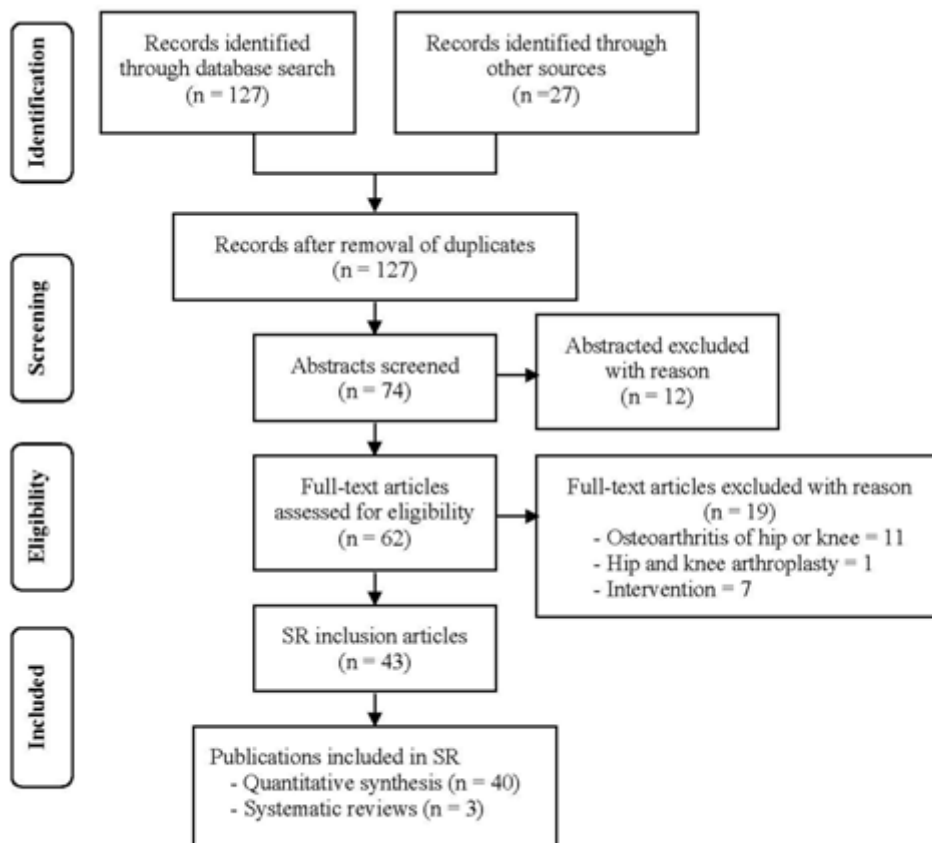 Identification
Records identified
through database search
(n = 127)
Records identified through
other sources
(n =27)
Screening
Records after removal of duplicates
(n = 127)
Abstracts screened
(n = 74)
Abstracted excluded
with reason
(n = 12)
Eligibility
Full-text articles
assessed for eligibility
(n = 62)
Full-text articles excluded with reason
(n = 19)
- Osteoarthritis of hip or knee = 11
- Hip and knee arthroplasty = 1
- Intervention = 7
Included
SR inclusion articles
(n = 43)
Publications included in SR
- Quantitative synthesis (n = 40)
- Systematic reviews (n = 3)